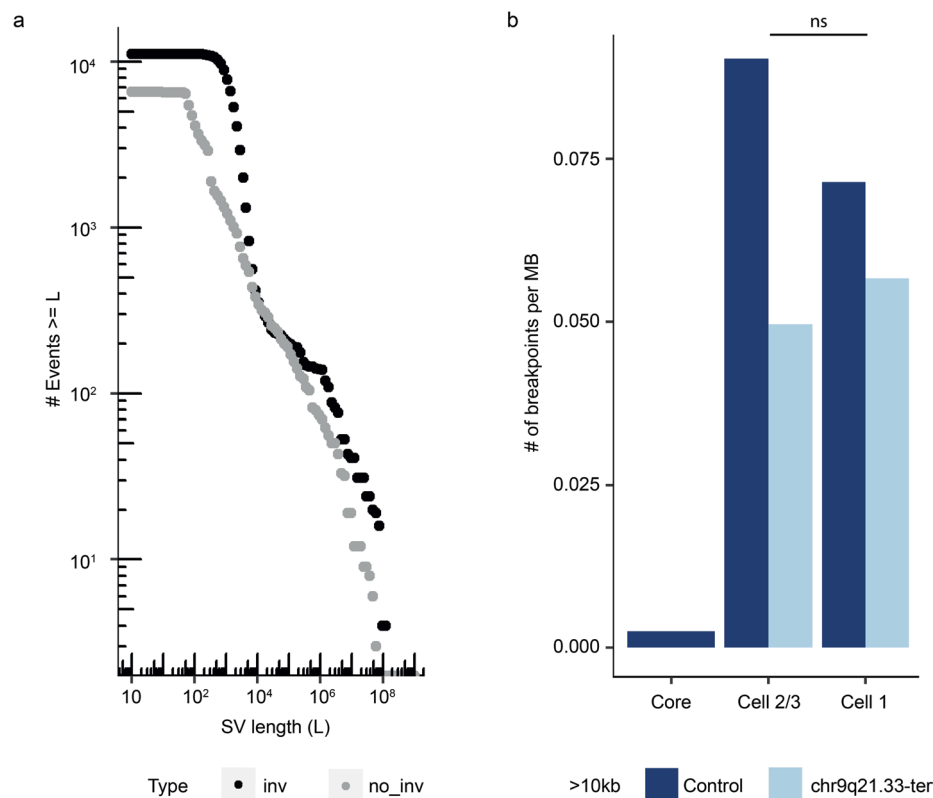 a
# Events >= L
10⁴
10³
10²
10¹
10 10² 10⁴ 10⁶ 10⁸
SV length (L)
Type inv no_inv
b
ns
# of breakpoints per MB
0.075
0.050
0.025
0.000
Core Cell 2/3 Cell 1
>10kb Control chr9q21.33-ter